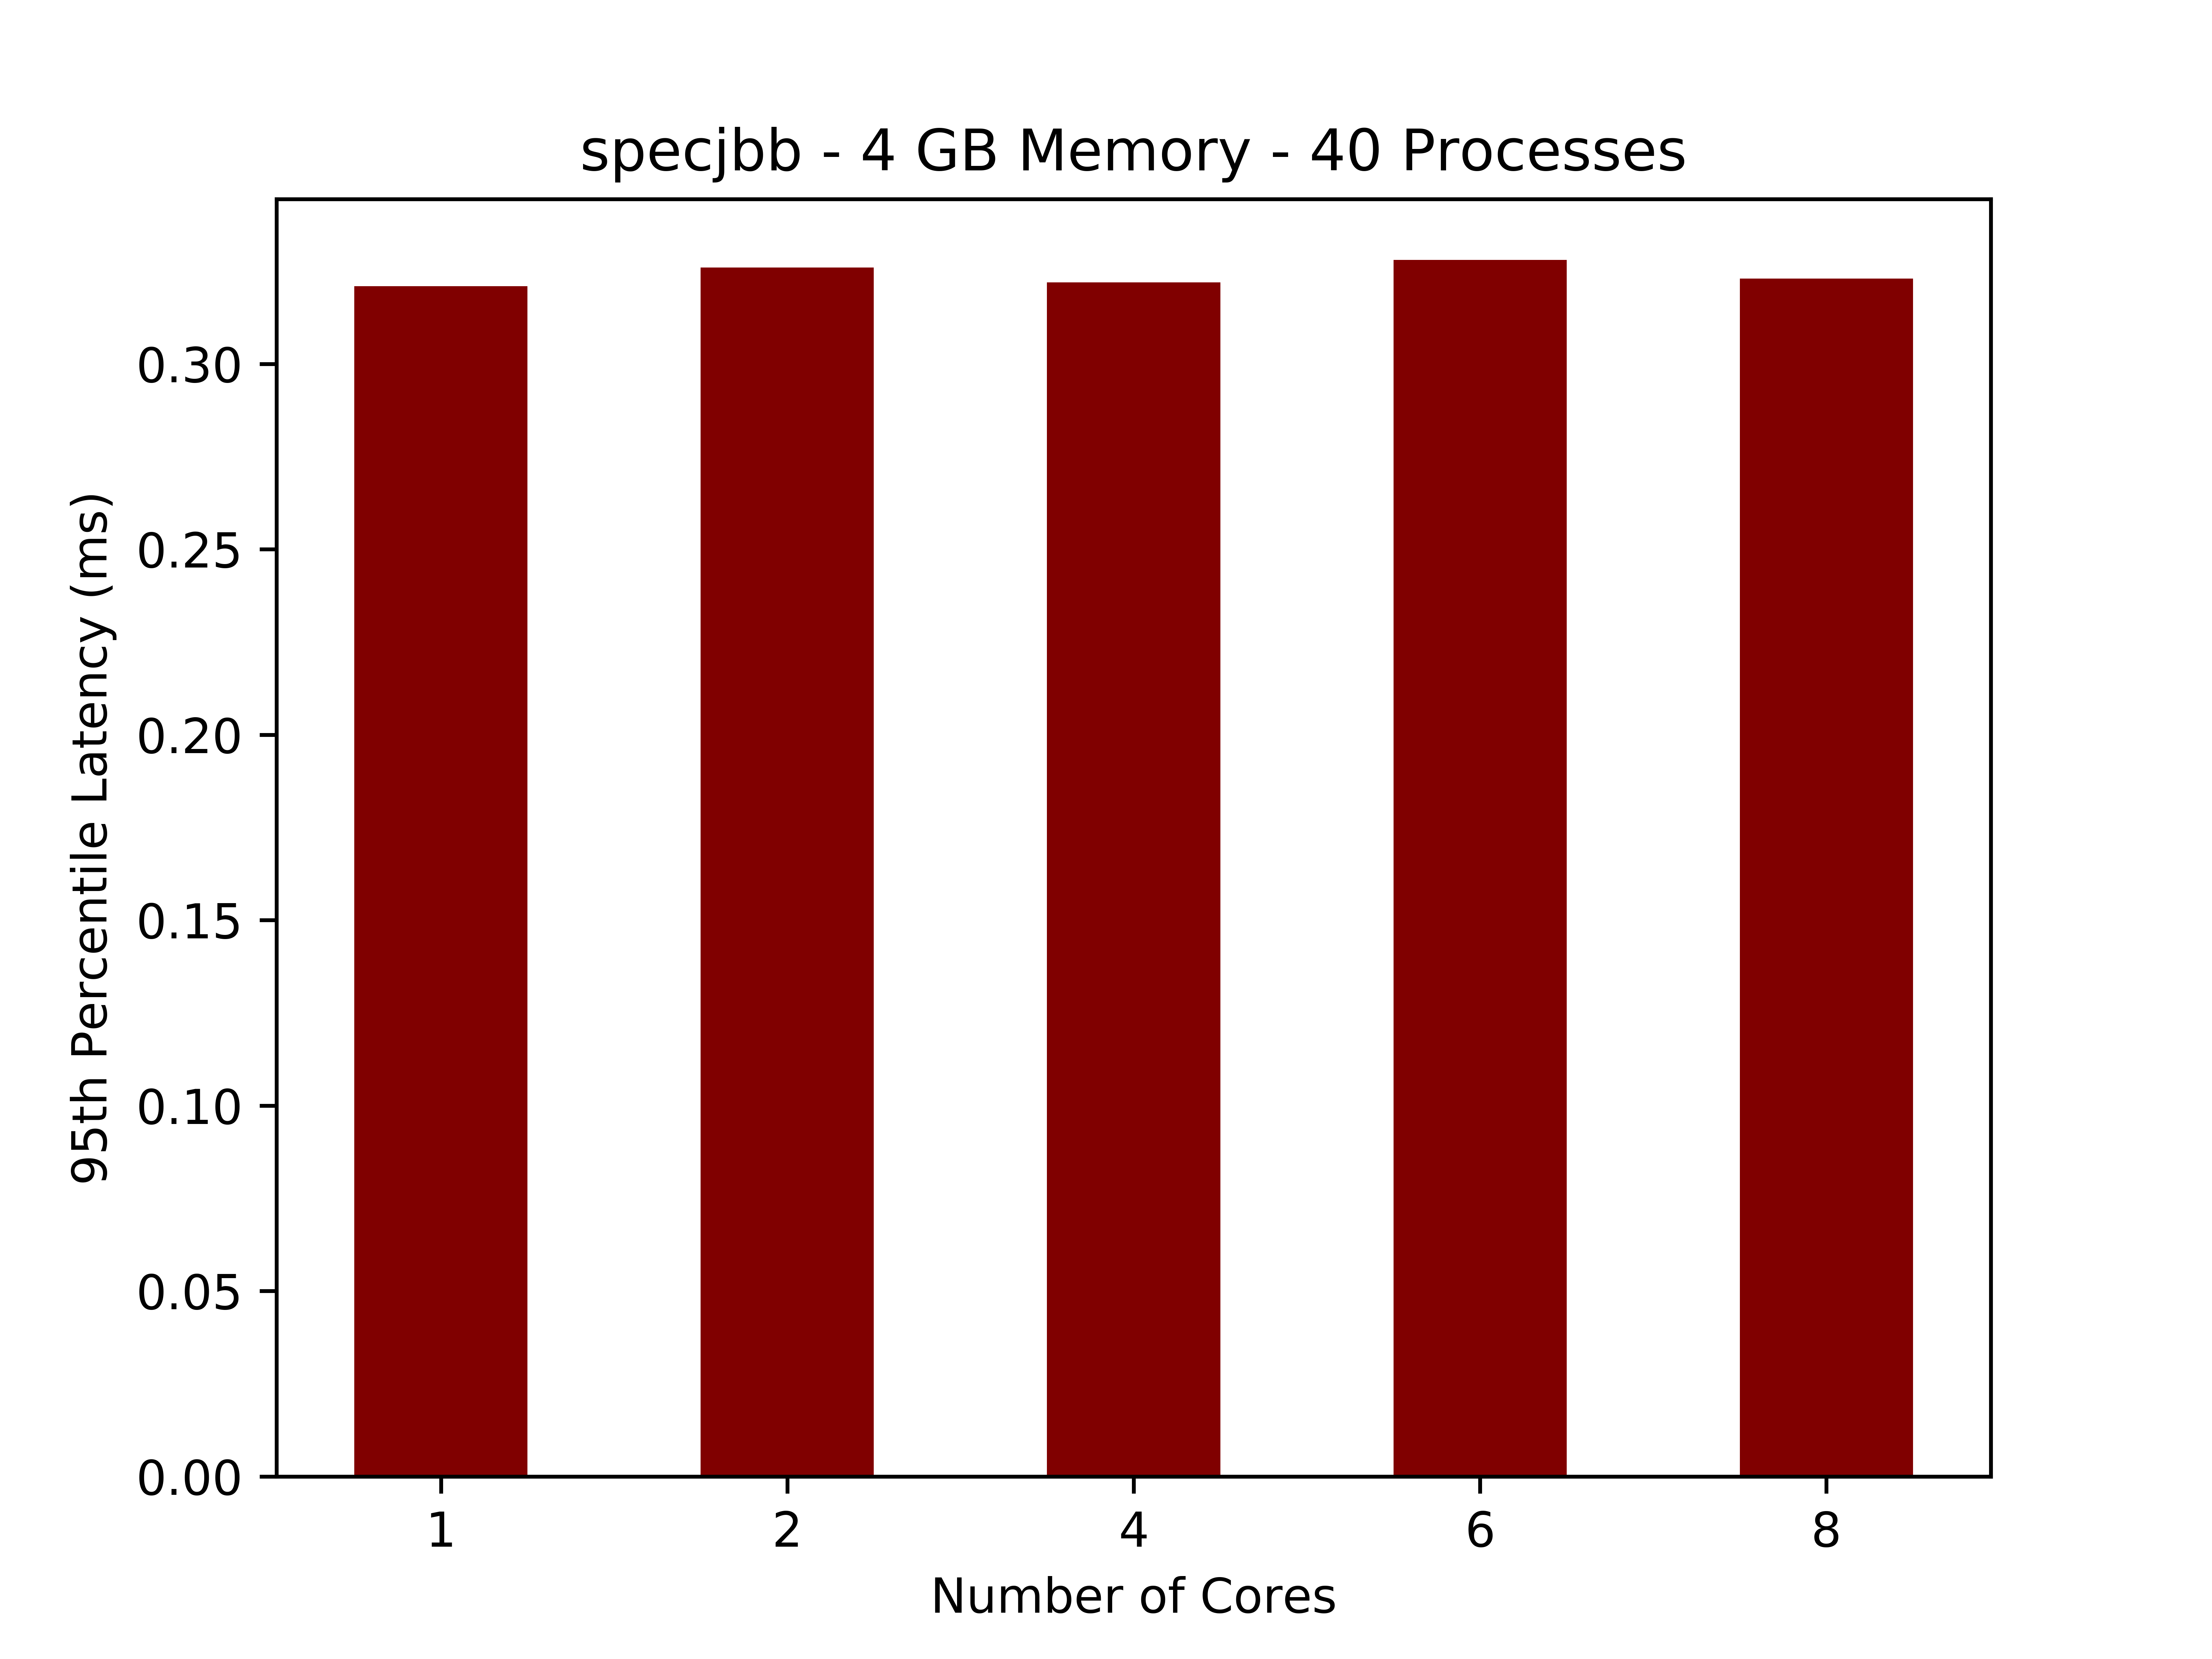 specjbb - 4 GB Memory - 40 Processes
95th Percentile Latency (ms)
0.30
0.25
0.20
0.15
0.10
0.05
0.00
1 2 4 6 8
Number of Cores